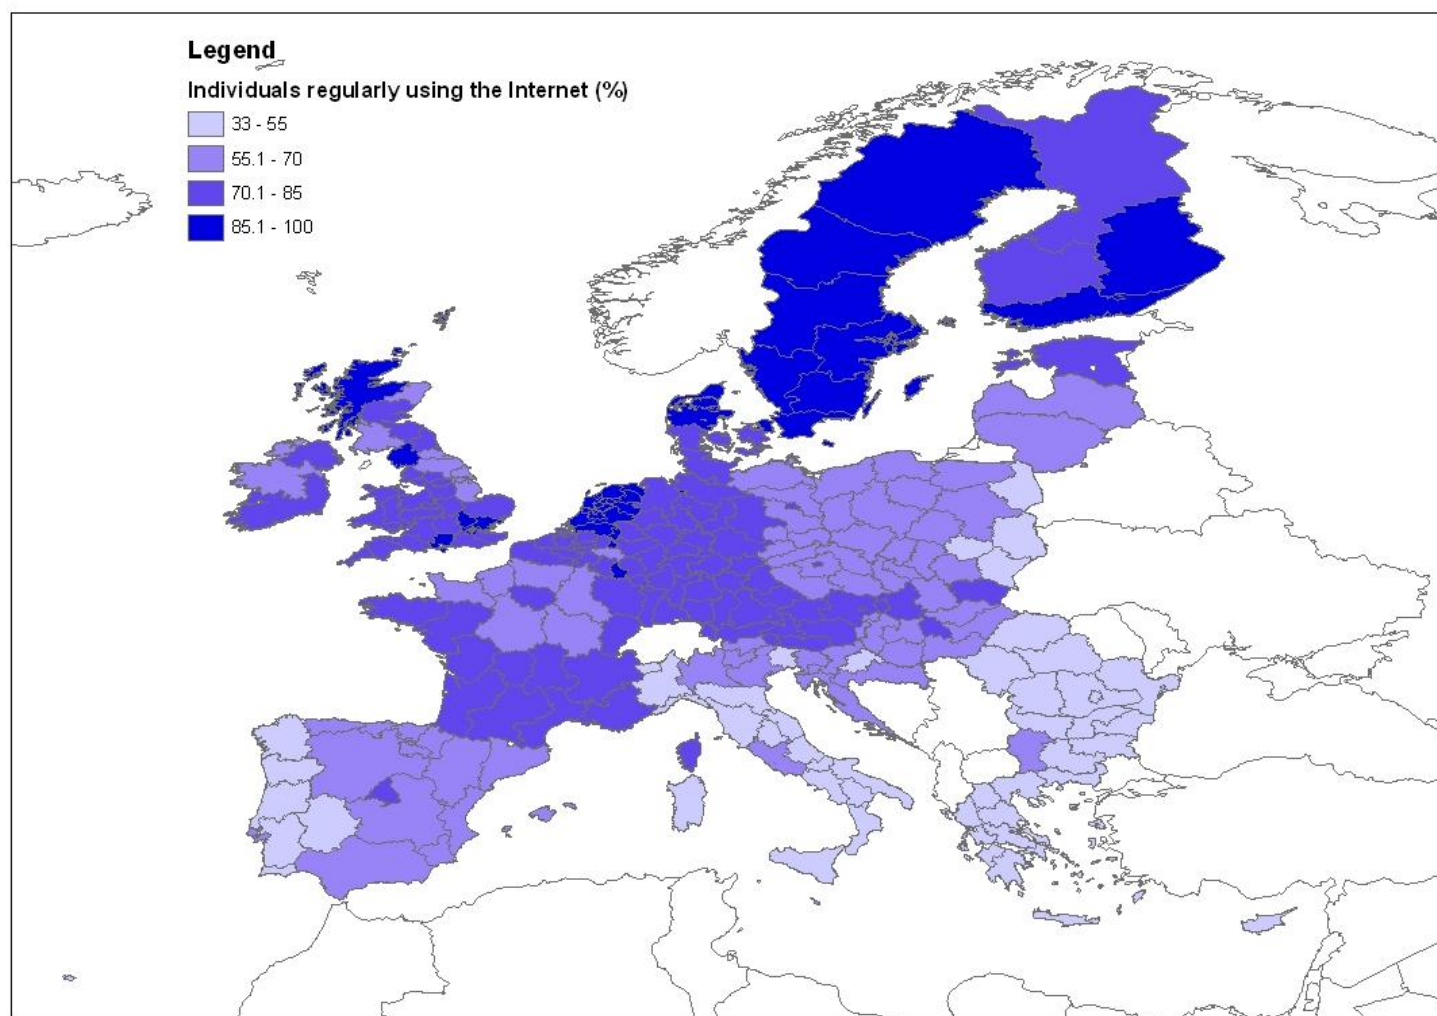 Legend
Individuals regularly using the Internet (%)
33 - 55
55.1 - 70
70.1 - 85
85.1 - 100